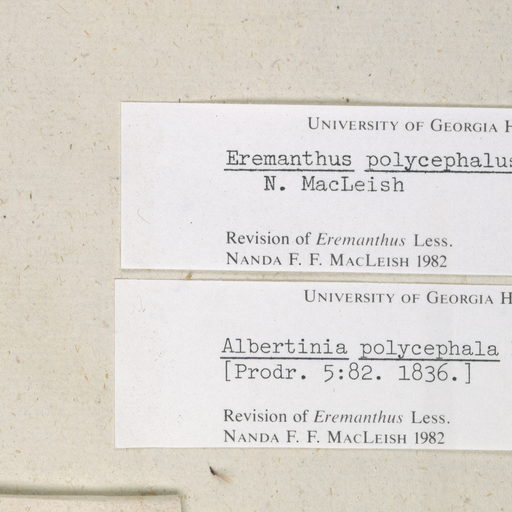 UNIVERSITY OF GEORGIA H
Eremanthus polycephalus
N. MacLeish
Revision of Eremanthus Less.
NANDA F. F. MACLEISH 1982
UNIVERSITY OF GEORGIA H
Albertinia polycephala
[Prodr. 5:82. 1836.]
Revision of Eremanthus Less.
NANDA F. F. MACLEISH 1982